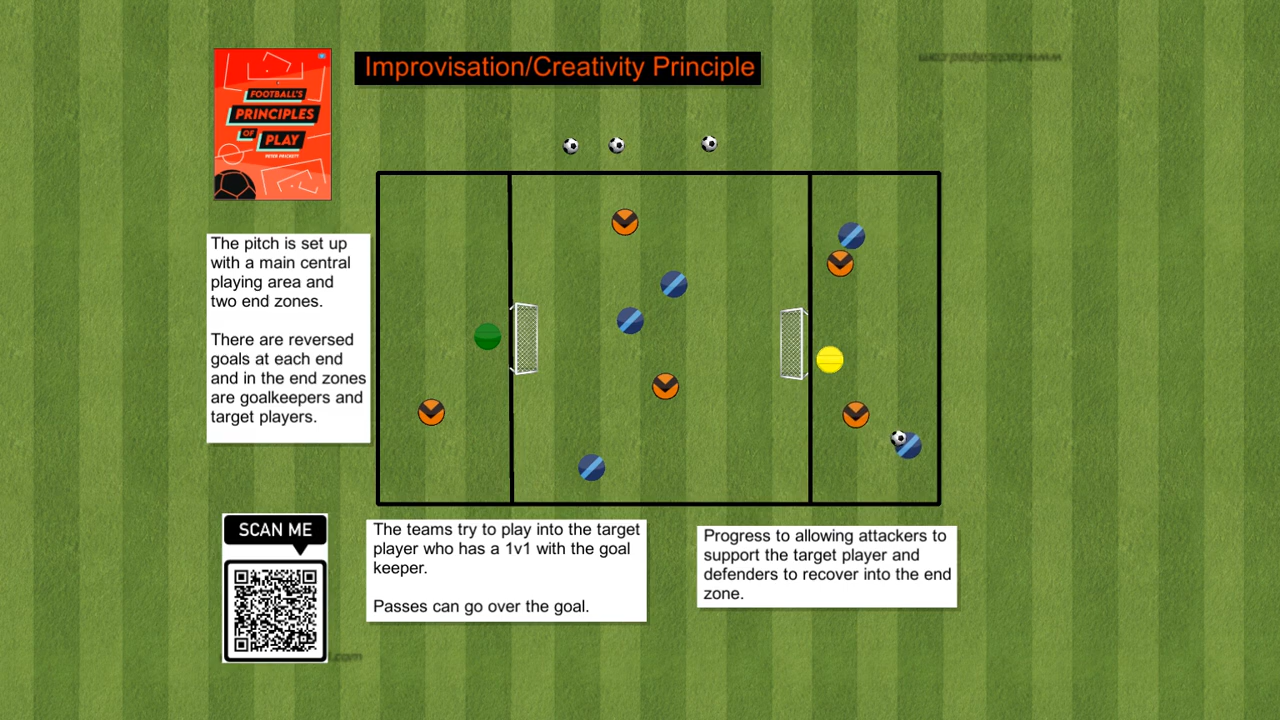 Improvisation/Creativity Principle
FOOTBALL'S
PRINCIPLES
OF
PLAY
PETER PRICKETT
The pitch is set up
with a main central
playing area and
two end zones.
There are reversed
goals at each end
and in the end zones
are goalkeepers and
target players.
SCAN ME
.com
The teams try to play into the target
player who has a 1v1 with the goal
keeper.
Passes can go over the goal.
Progress to allowing attackers to
support the target player and
defenders to recover into the end
zone.